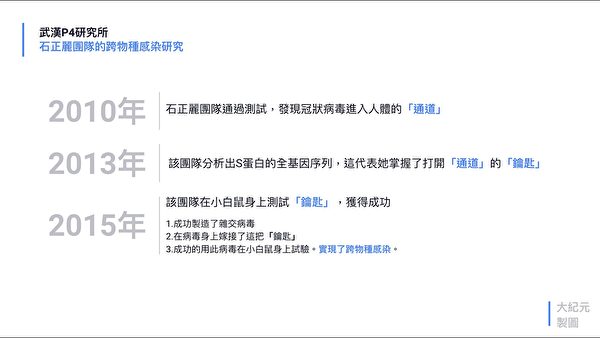 武漢P4研究所
石正麗團隊的跨物種感染研究
2010年
石正麗團隊通過測試，發現冠狀病毒進入人體的「通道」
2013年
該團隊分析出S蛋白的全基因序列，這代表她掌握了打開「通道」的「鑰匙」
2015年
該團隊在小白鼠身上測試「鑰匙」，獲得成功
1.成功製造了雜交病毒
2.在病毒身上嫁接了這把「鑰匙」
3.成功的用此病毒在小白鼠身上試驗。實現了跨物種感染。
大紀元
製圖